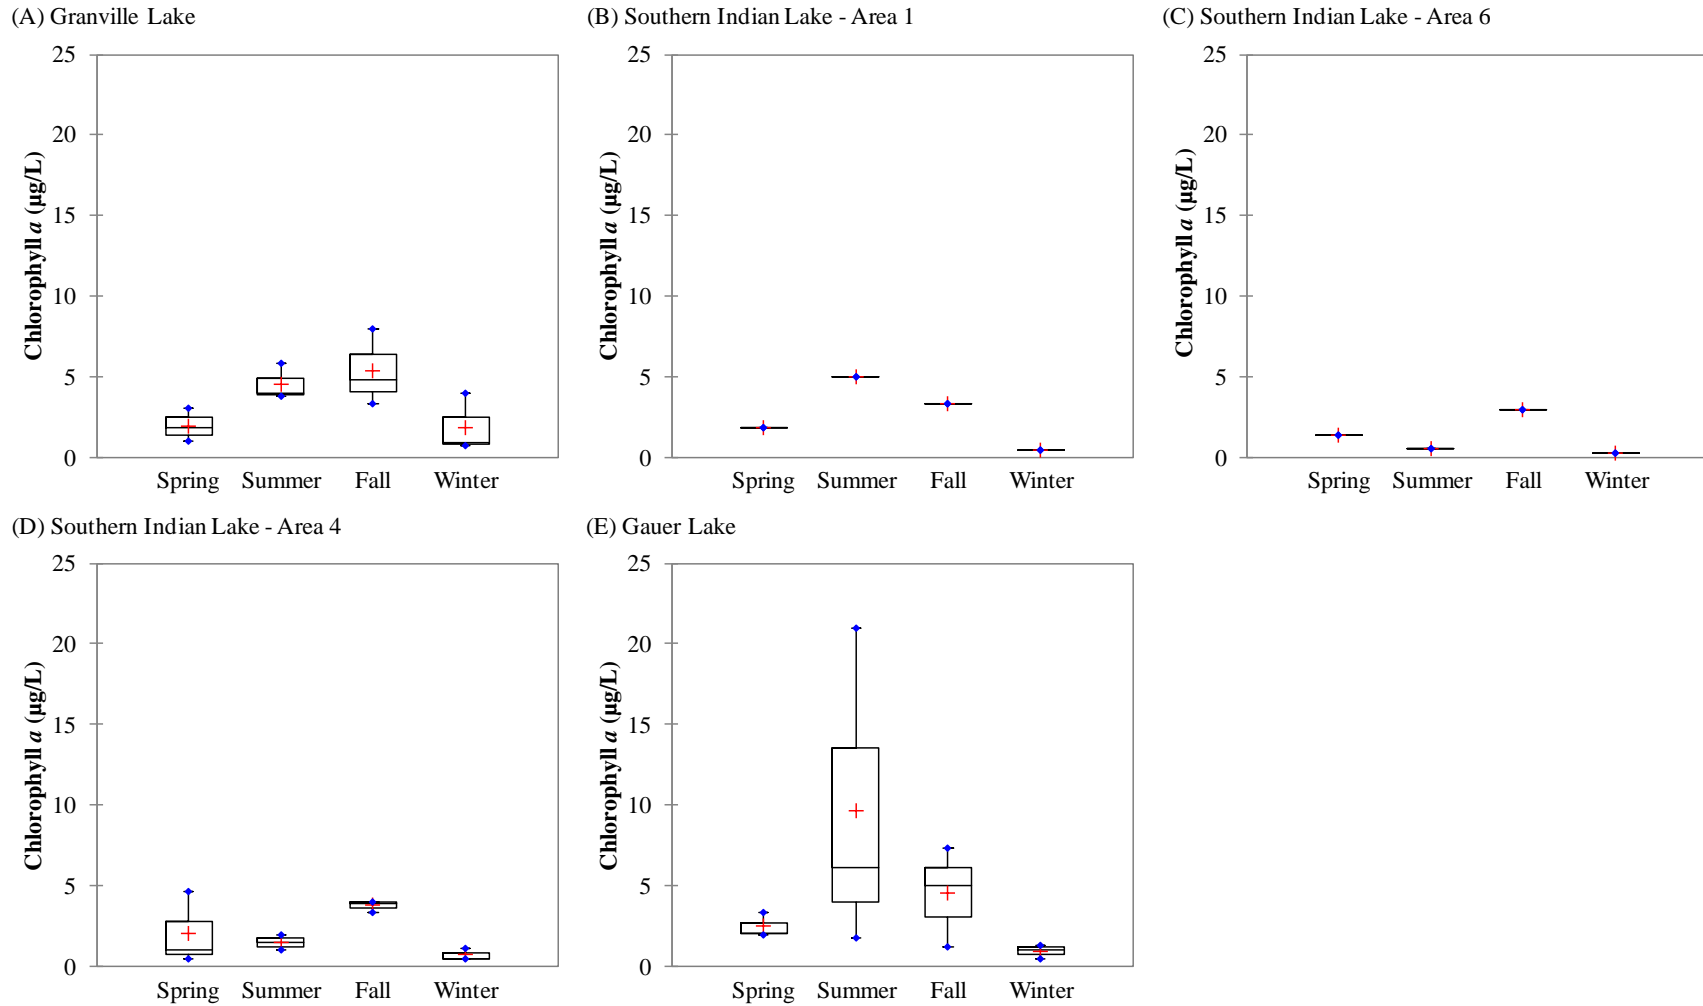 (A) Granville Lake
(B) Southern Indian Lake - Area 1
(C) Southern Indian Lake - Area 6
25
20
15
10
5
0
Chlorophyll a (µg/L)
Spring Summer Fall Winter
25
20
15
10
5
0
Chlorophyll a (µg/L)
Spring Summer Fall Winter
25
20
15
10
5
0
Chlorophyll a (µg/L)
Spring Summer Fall Winter
(D) Southern Indian Lake - Area 4
(E) Gauer Lake
25
20
15
10
5
0
Chlorophyll a (µg/L)
Spring Summer Fall Winter
25
20
15
10
5
0
Chlorophyll a (µg/L)
Spring Summer Fall Winter